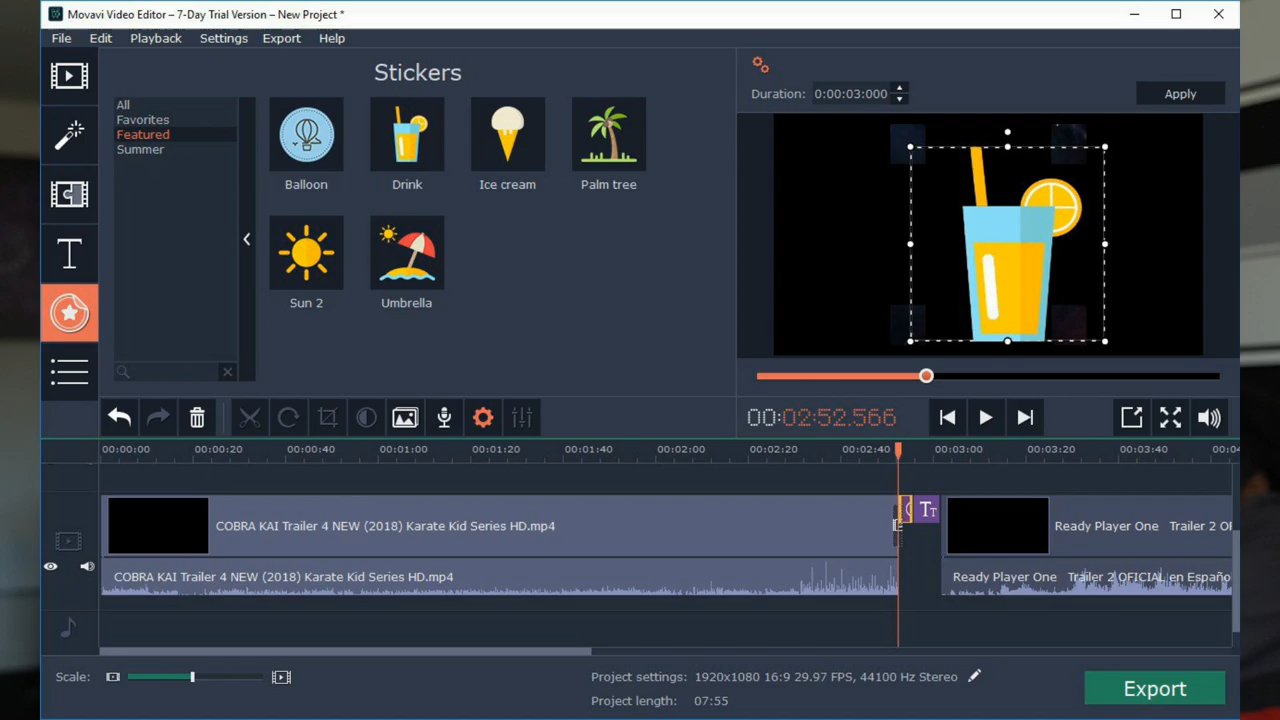 Movavi Video Editor – 7-Day Trial Version – New Project *
File Edit Playback Settings Export Help
Stickers
All
Favorites
Featured
Summer
Balloon
Drink
Ice cream
Palm tree
Sun 2
Umbrella
Duration: 0:00:03:000
Apply
00:02:52.566
00:00:00 00:00:20 00:00:40 00:01:00 00:01:20 00:01:40 00:02:00 00:02:20 00:02:40 00:03:00 00:03:20 00:03:40
COBRA KAI Trailer 4 NEW (2018) Karate Kid Series HD.mp4
Tт
Ready Player One Trailer 2 OF
COBRA KAI Trailer 4 NEW (2018) Karate Kid Series HD.mp4
Ready Player One Trailer 2 OFICIAL en Españo
Scale:
Project settings: 1920x1080 16:9 29.97 FPS, 44100 Hz Stereo
Project length: 07:55
Export